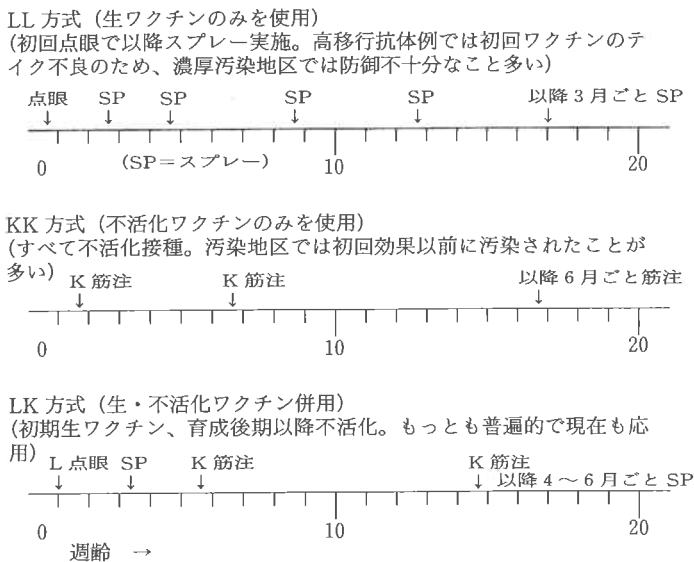 LL 方式（生ワクチンのみを使用）
(初回点眼で以降スプレー実施。高移行抗体例では初回ワクチンのテ
イク不良のため、濃厚汚染地区では防御不十分なこと多い）
点眼 SP SP SP SP 以降3月ごと SP
↓ ↓ ↓ ↓ ↓ ↓
0 （SP＝スプレー） 10 20
KK 方式（不活化ワクチンのみを使用）
(すべて不活化接種。汚染地区では初回効果以前に汚染されたことが
多い）
K 筋注 K 筋注 以降6月ごと筋注
↓ ↓ ↓
0 10 20
LK 方式（生・不活化ワクチン併用）
(初期生ワクチン、育成後期以降不活化。もっとも普遍的で現在も応
用）
L 点眼 SP K 筋注 K 筋注
↓ ↓ ↓ ↓ 以降4～6月ごと SP
0 10 20
週齢 →